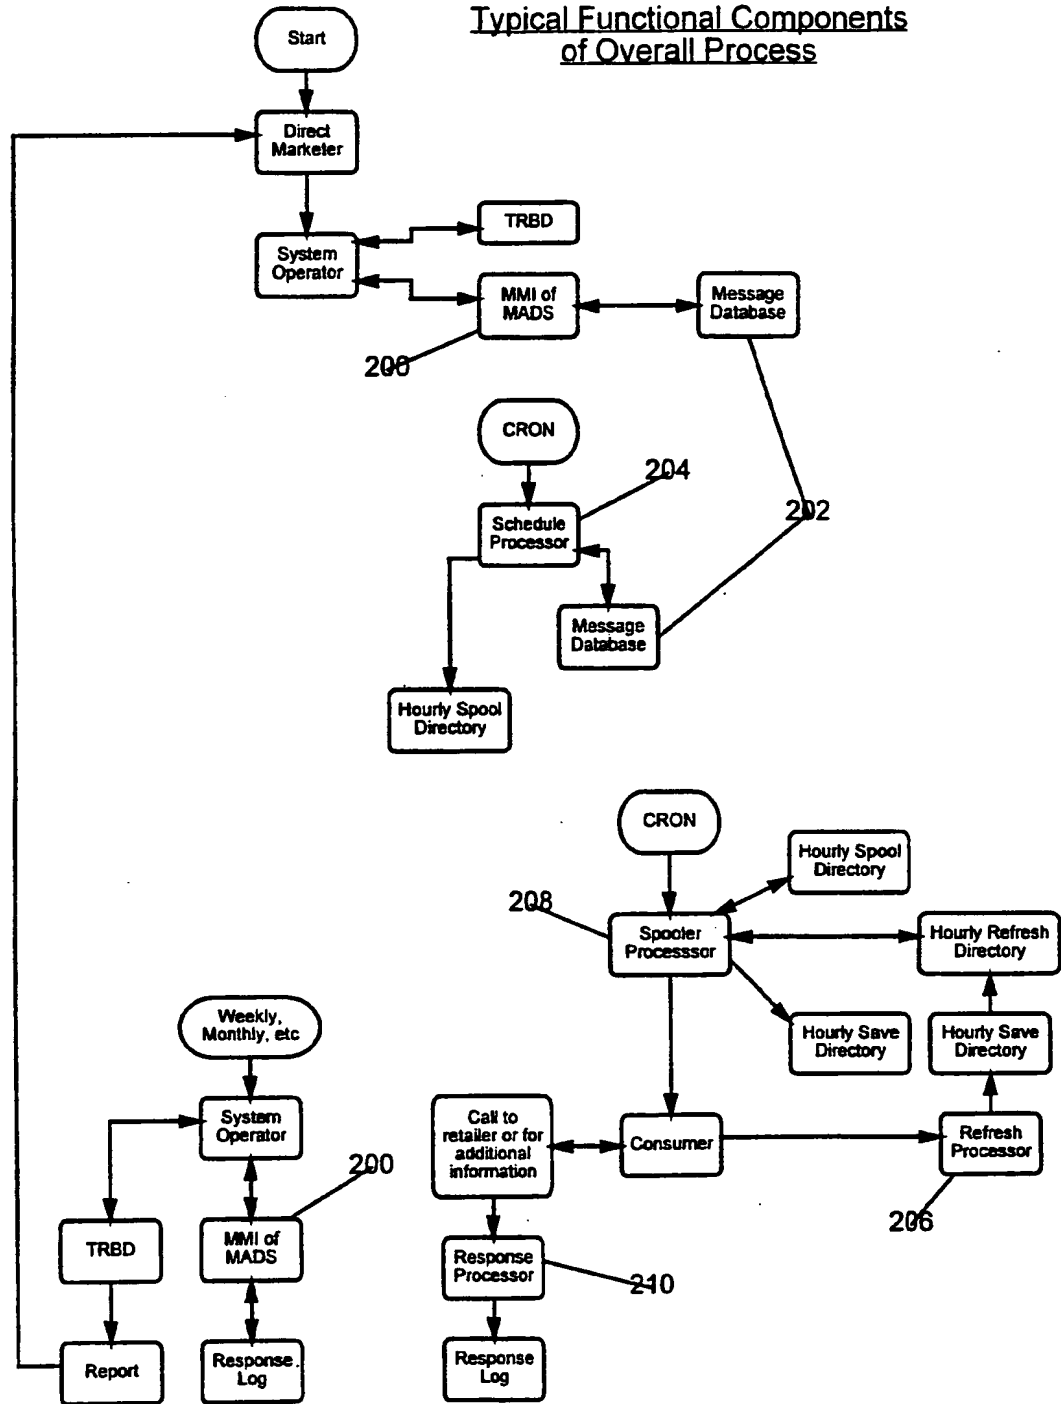 Typical Functional Components
of Overall Process
Start
Direct
Marketer
System
Operator
TRBD
MMI of
MADS
Message
Database
200
CRON
204
Schedule
Processor
202
Message
Database
Hourly Spool
Directory
CRON
Hourly Spool
Directory
208
Spooler
Processsor
Hourly Refresh
Directory
Hourly Save
Directory
Hourly Save
Directory
Weekly,
Monthly, etc
System
Operator
Call to
retailer or for
additional
information
Consumer
Refresh
Processor
200
206
TRBD
MMI of
MADS
Response
Processor
210
Report
Response
Log
Response
Log